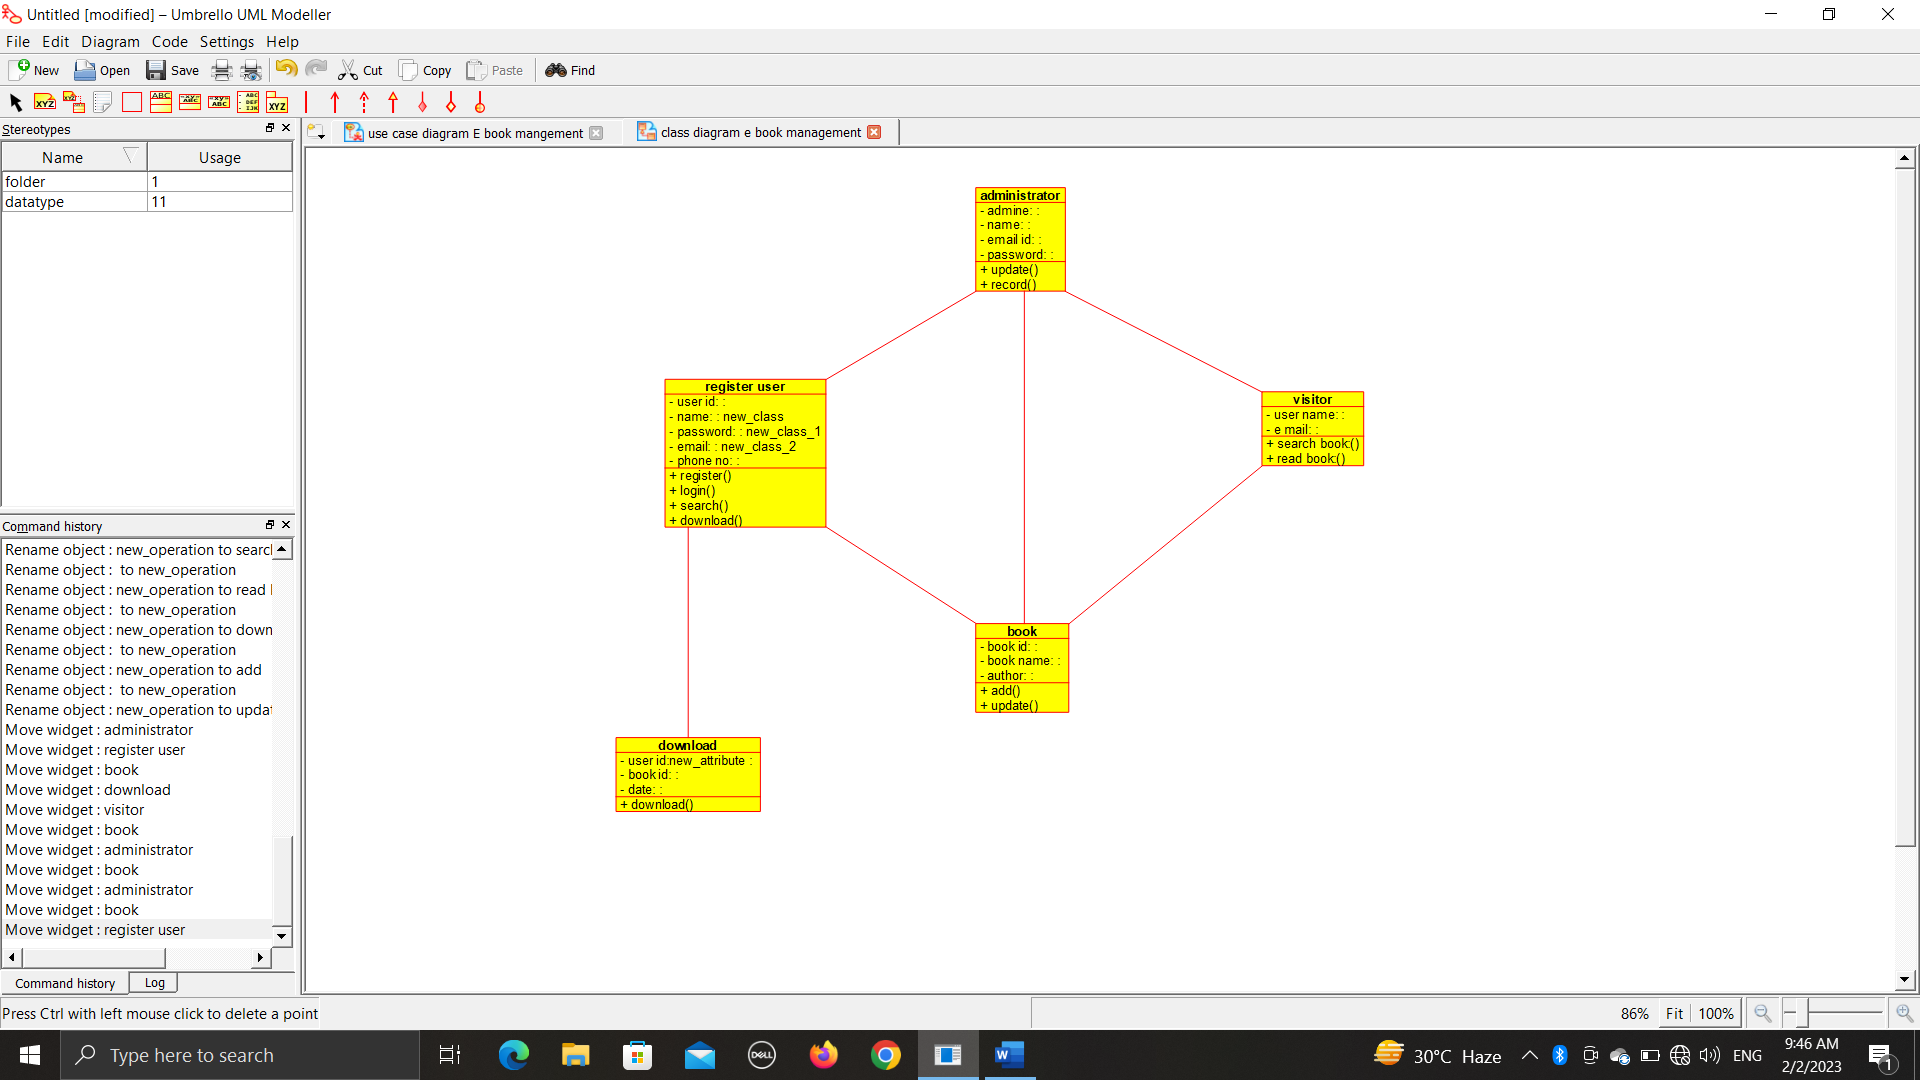 Untitled [modified] – Umbrello UML Modeller
File Edit Diagram Code Settings Help
New Open Save Cut Copy Paste Find
Stereotypes
Name Usage
folder 1
datatype 11
Command history
Rename object : new_operation to searc
Rename object :  to new_operation
Rename object : new_operation to read
Rename object :  to new_operation
Rename object : new_operation to down
Rename object :  to new_operation
Rename object : new_operation to add
Rename object :  to new_operation
Rename object : new_operation to updat
Move widget : administrator
Move widget : register user
Move widget : book
Move widget : download
Move widget : visitor
Move widget : book
Move widget : administrator
Move widget : book
Move widget : administrator
Move widget : book
Move widget : register user
Command history Log
use case diagram E book mangement
class diagram e book management
administrator
- admine: :
- name: :
- email id: :
- password: :
+ update()
+ record()
register user
- user id: :
- name: : new_class
- password: : new_class_1
- email: : new_class_2
- phone no: :
+ register()
+ login()
+ search()
+ download()
visitor
- user name: :
- e mail: :
+ search book:()
+ read book:()
book
- book id: :
- book name: :
- author: :
+ add()
+ update()
download
- user id:new_attribute :
- book id: :
- date: :
+ download()
Press Ctrl with left mouse click to delete a point
86% Fit 100%
Type here to search
DELL
30°C Haze
ENG
9:46 AM
2/2/2023
1